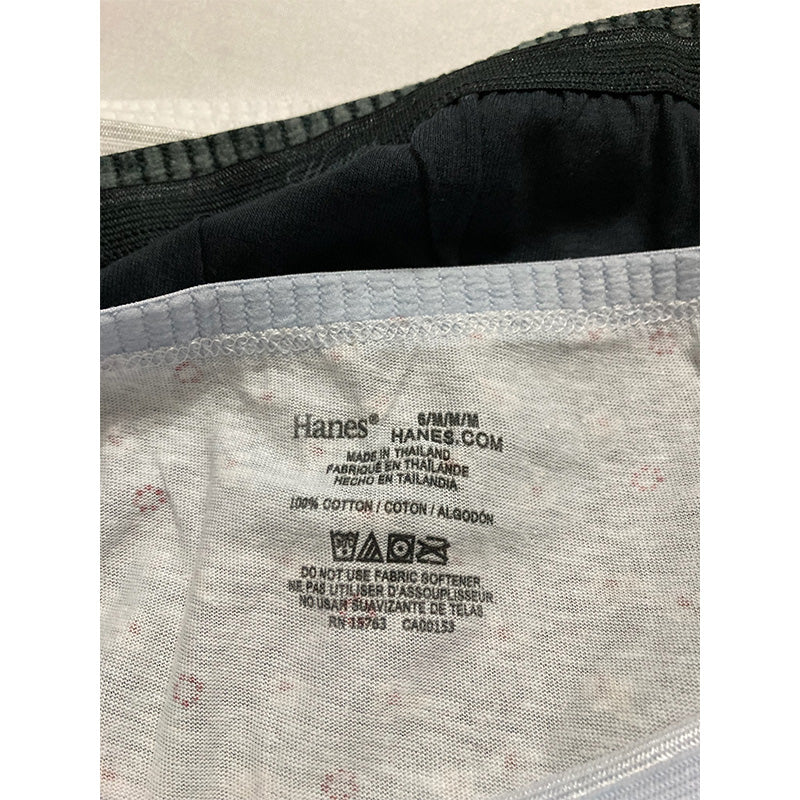 Hanes® 6/M/M/M
HANES.COM
MADE IN THAILAND
FABRIQUÉ EN THAÏLANDE
HECHO EN TAILANDIA
100% COTTON / COTON / ALGODÓN
DO NOT USE FABRIC SOFTENER
NE PAS UTILISER D'ASSOUPLISSEUR
NO USAR SUAVIZANTE DE TELAS
RN 15763 CA00153